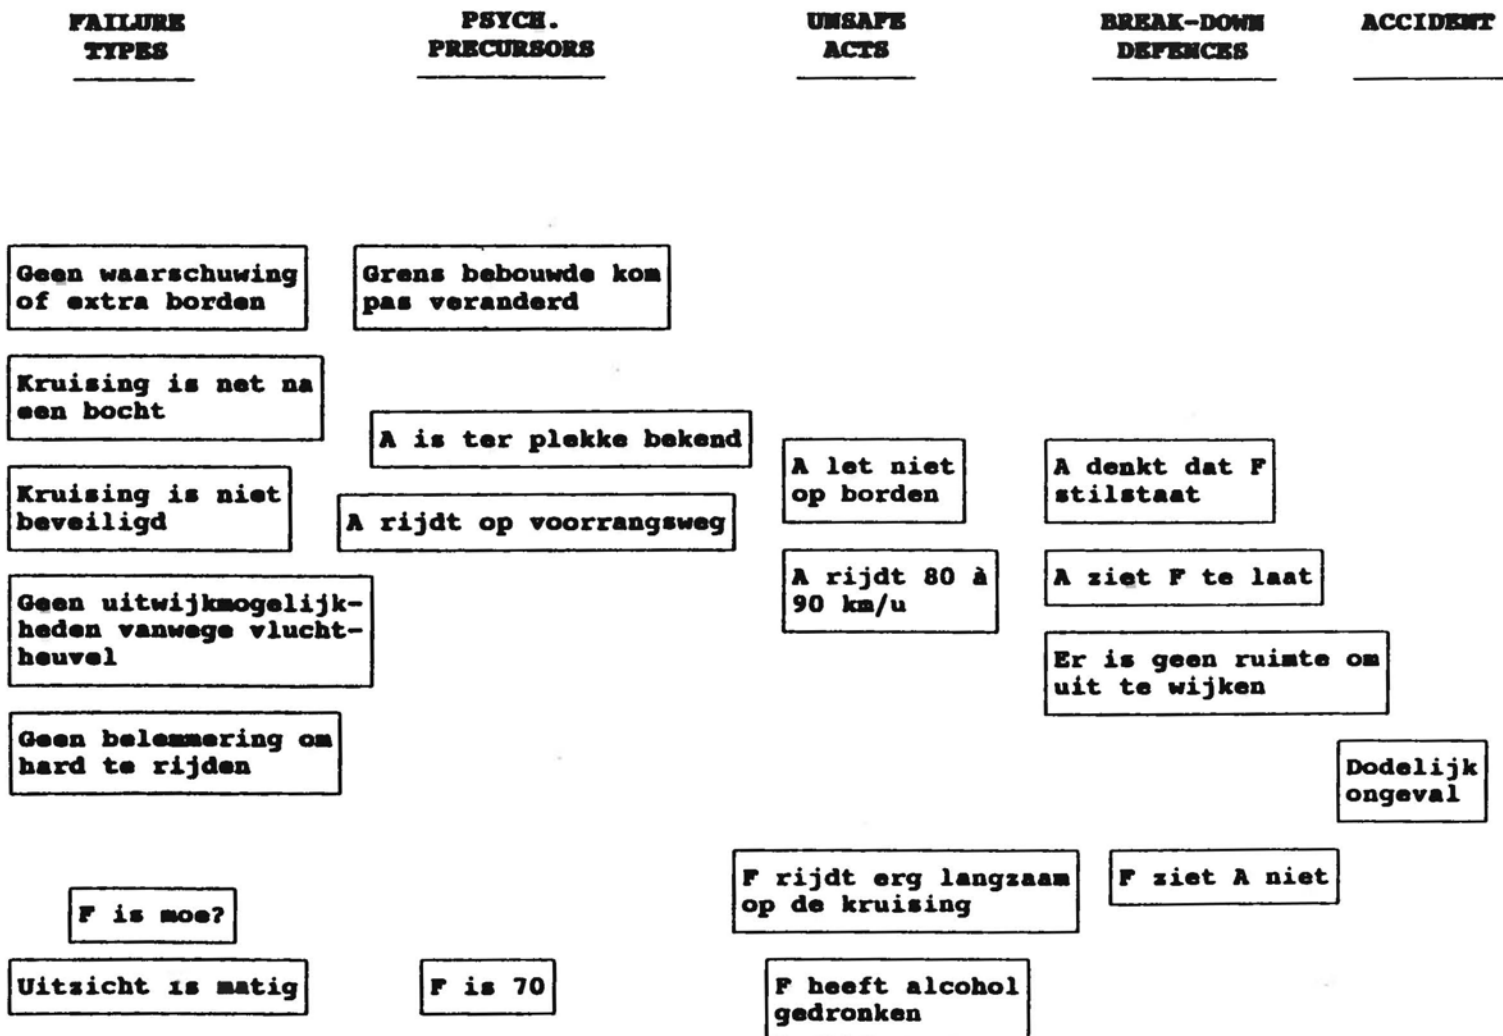 FAILURE
TYPES
PSYCH.
PRECURSORS
UNSAFE
ACTS
BREAK-DOWN
DEFENCES
ACCIDENT
Geen waarschuwing
of extra borden
Kruising is net na
een bocht
Kruising is niet
beveiligd
Geen uitwijkmogelijk-
heden vanwege vlucht-
heuvel
Geen belemmering om
hard te rijden
F is moe?
Uitzicht is matig
Grens bebouwde kom
pas veranderd
A is ter plekke bekend
A rijdt op voorrangsweg
F is 70
A let niet
op borden
A rijdt 80 à
90 km/u
F rijdt erg langzaam
op de kruising
F heeft alcohol
gedronken
A denkt dat F
stilstaat
A ziet F te laat
Er is geen ruimte om
uit te wijken
F ziet A niet
Dodelijk
ongeval